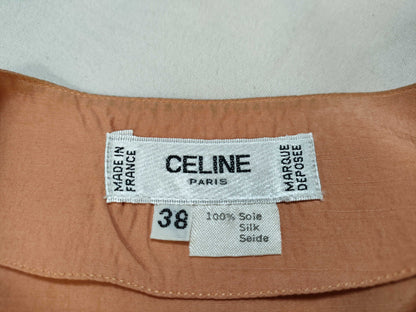 MADE IN
FRANCE
CELINE
PARIS
MARQUE
DEPOSEE
38
100% Soie
Silk
Seide